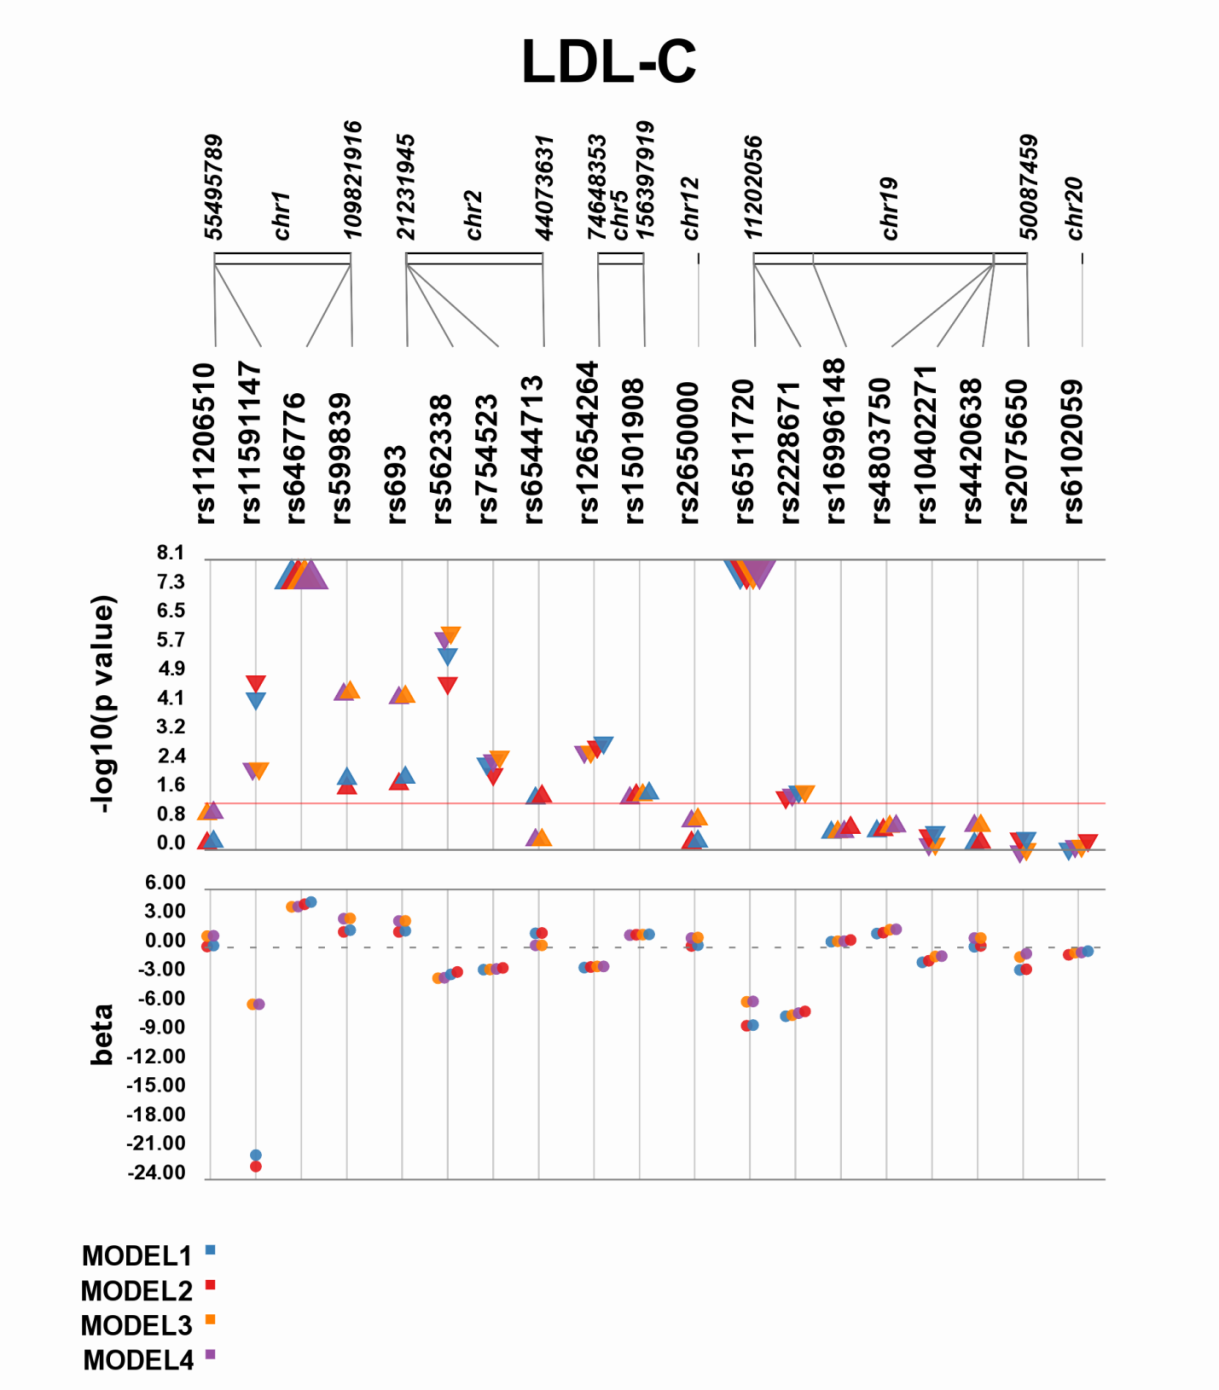 LDL-C
55495789
chr1
109821916
21231945
chr2
44073631
74648353
chr5
156397919
chr12
11202056
chr19
50087459
chr20
rs11206510
rs11591147
rs646776
rs599839
rs693
rs562338
rs754523
rs6544713
rs12654264
rs1501908
rs2650000
rs6511720
rs2228671
rs16996148
rs4803750
rs10402271
rs4420638
rs2075650
rs6102059
-log10(p value)
8.1
7.3
6.5
5.7
4.9
4.1
3.2
2.4
1.6
0.8
0.0
beta
6.00
3.00
0.00
-3.00
-6.00
-9.00
-12.00
-15.00
-18.00
-21.00
-24.00
MODEL1
MODEL2
MODEL3
MODEL4